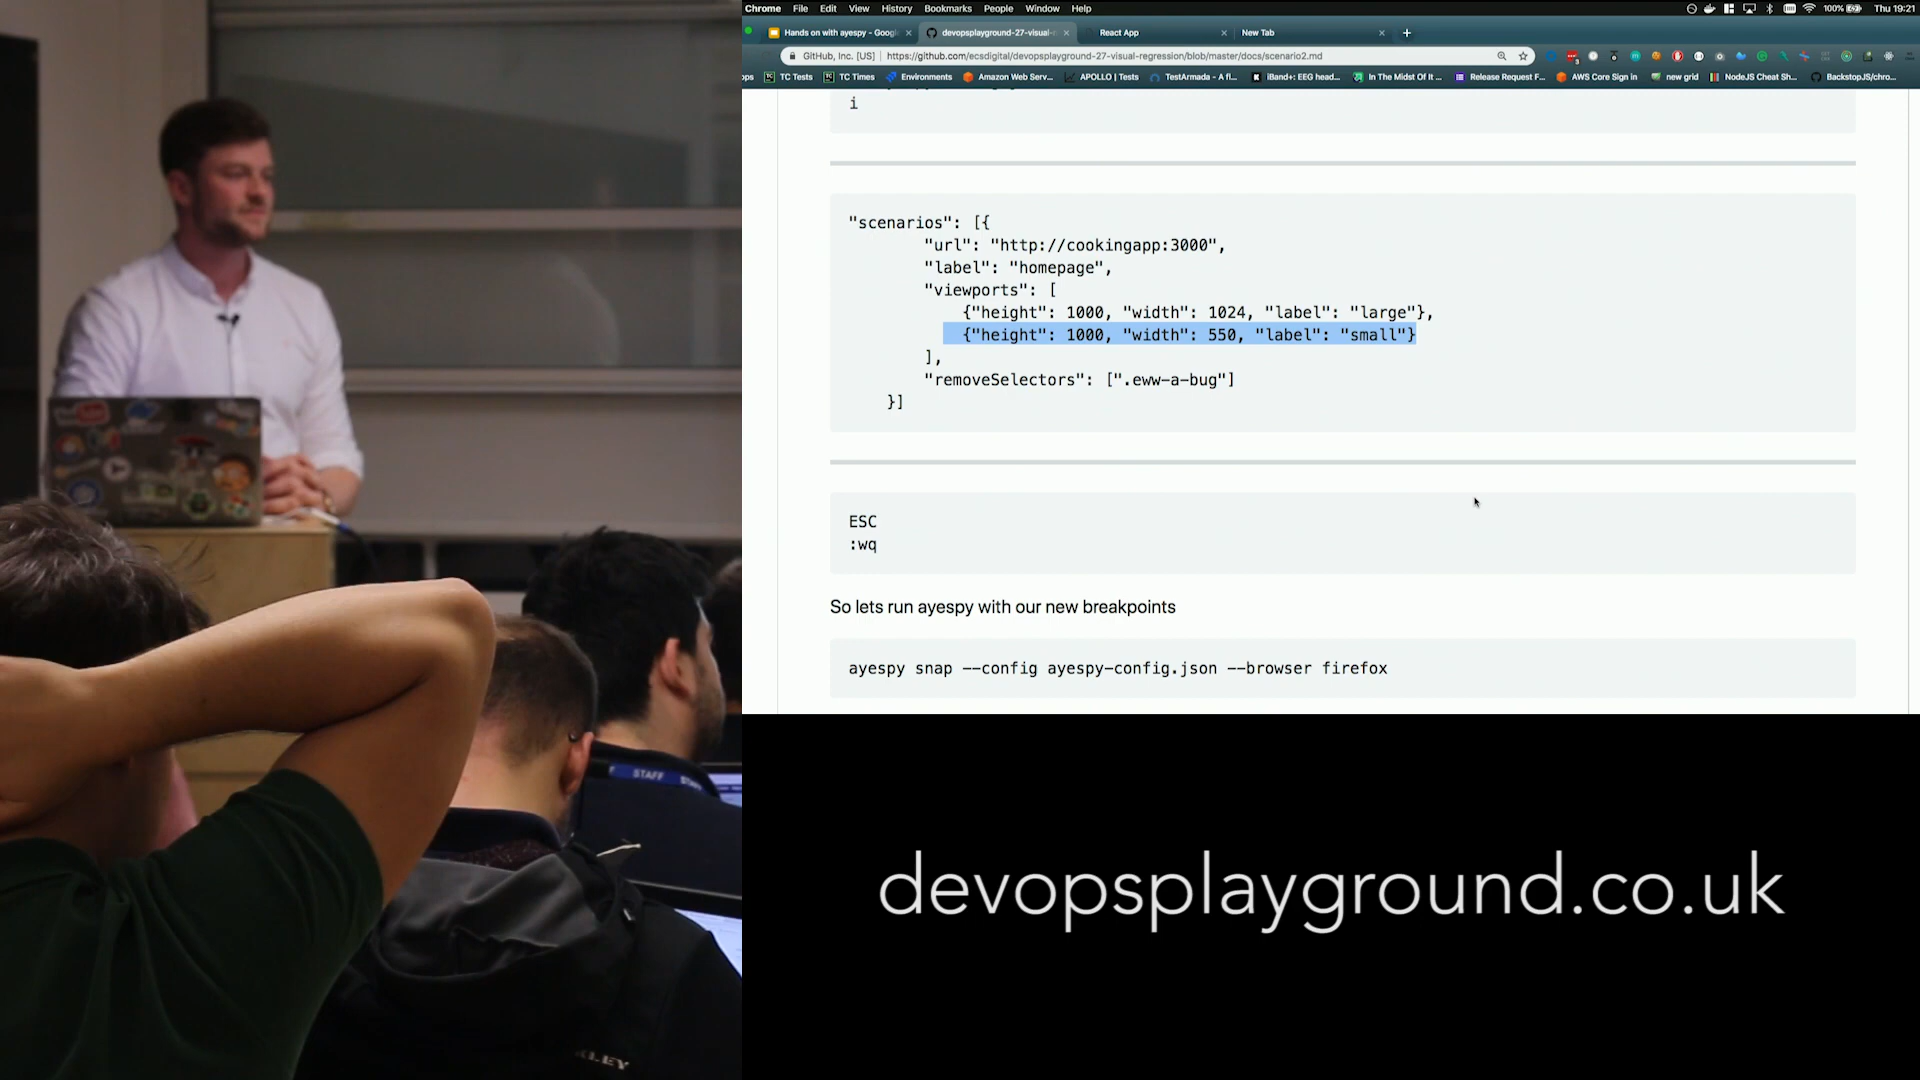 Chrome File Edit View History Bookmarks People Window Help 100% Thu 19:21
Hands on with ayespy - Googl
devopsplayground-27-visual-
React App
New Tab
GitHub, Inc. [US] https://github.com/ecsdigital/devopsplayground-27-visual-regression/blob/master/docs/scenario2.md
ps TC Tests TC Times Environments Amazon Web Serv... APOLLO | Tests TestArmada - A fl... iBand+: EEG head... In The Midst Of It ... Release Request F... AWS Core Sign in new grid NodeJS Cheat Sh... BackstopJS/chro...
i
"scenarios": [{
"url": "http://cookingapp:3000",
"label": "homepage",
"viewports": [
{"height": 1000, "width": 1024, "label": "large"},
{"height": 1000, "width": 550, "label": "small"}
],
"removeSelectors": [".eww-a-bug"]
}]
ESC
:wq
So lets run ayespy with our new breakpoints
ayespy snap --config ayespy-config.json --browser firefox
STAFF
devopsplayground.co.uk